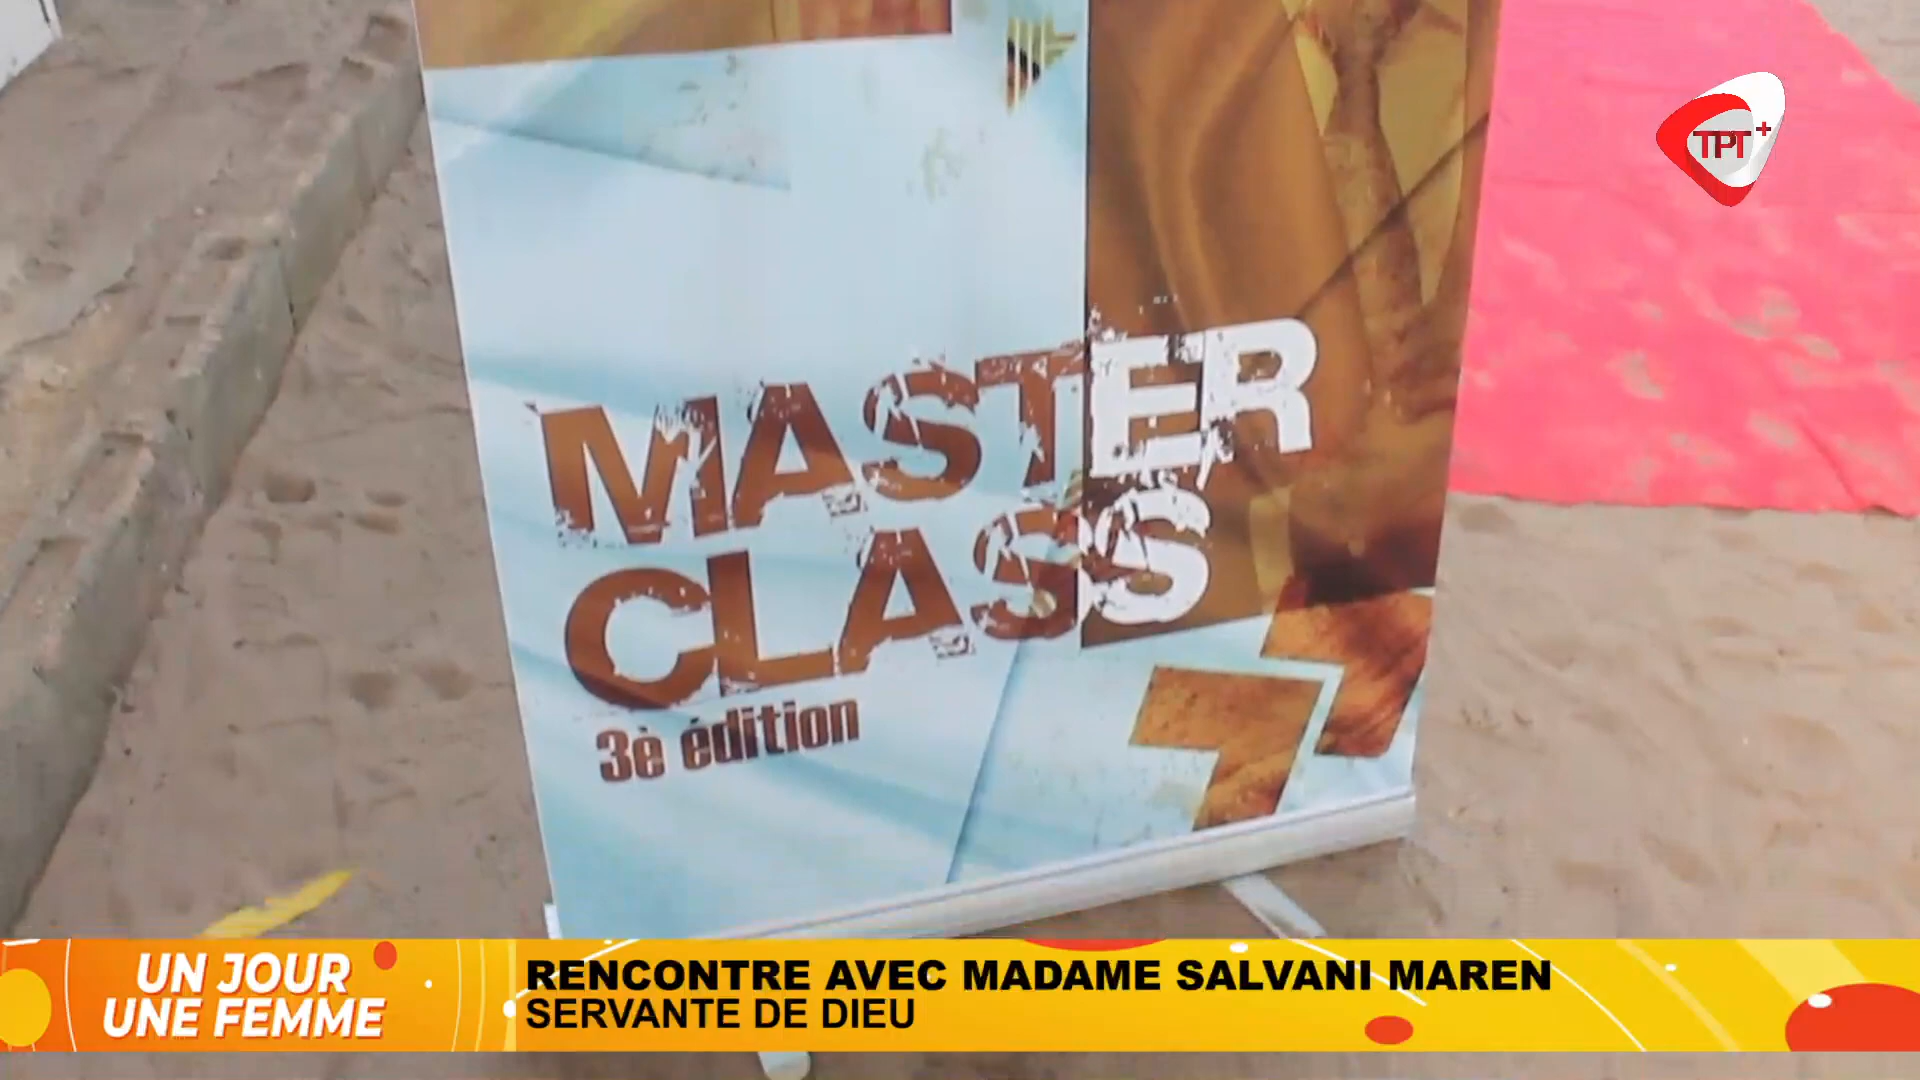 TPT+
MASTER
CLASS
3è édition
UN JOUR
UNE FEMME
RENCONTRE AVEC MADAME SALVANI MAREN
SERVANTE DE DIEU